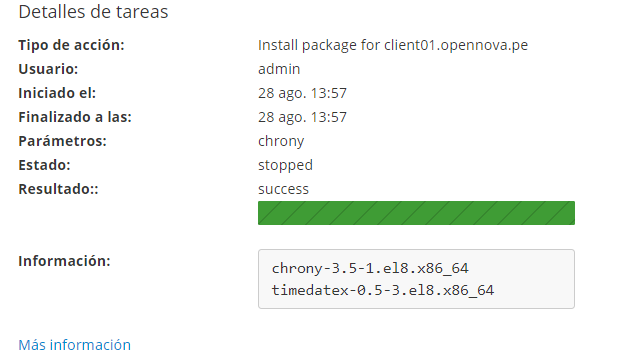 Detalles de tareas
Tipo de acción: Install package for client01.opennova.pe
Usuario: admin
Iniciado el: 28 ago. 13:57
Finalizado a las: 28 ago. 13:57
Parámetros: chrony
Estado: stopped
Resultado:: success
Información: chrony-3.5-1.el8.x86_64
timedatex-0.5-3.el8.x86_64
Más información